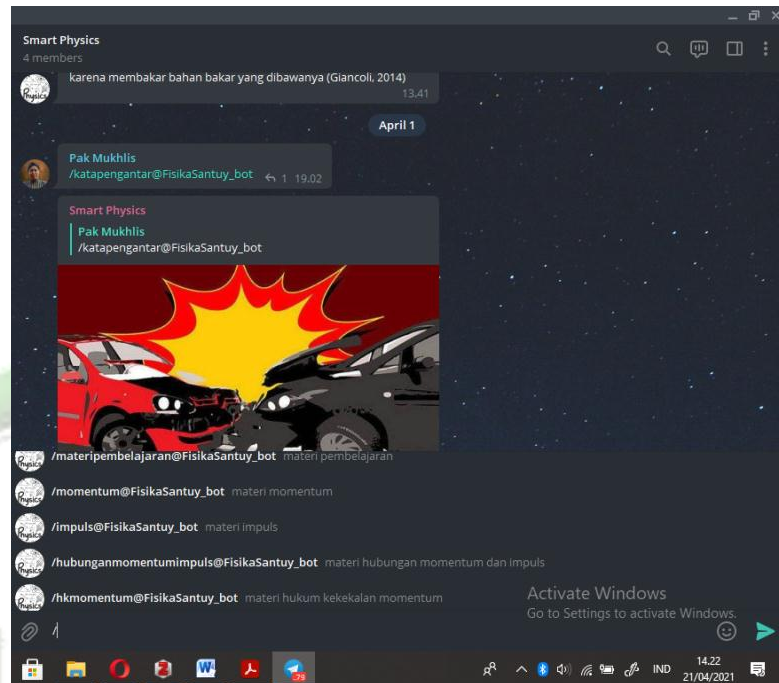 Smart Physics
4 members
karena membakar bahan bakar yang dibawanya (Giancoli, 2014)
13.41
April 1
Pak Mukhlis
/katapengantar@FisikaSantuy_bot 1 19.02
Smart Physics
Pak Mukhlis
/katapengantar@FisikaSantuy_bot
/materipembelajaran@FisikaSantuy_bot materi pembelajaran
/momentum@FisikaSantuy_bot materi momentum
/impuls@FisikaSantuy_bot materi impuls
/hubunganmomentumimpuls@FisikaSantuy_bot materi hubungan momentum dan impuls
/hkmomentum@FisikaSantuy_bot materi hukum kekekalan momentum
Activate Windows
Go to Settings to activate Windows.
/
IND
14.22
21/04/2021